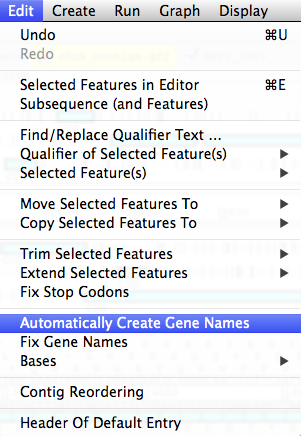 Edit Create Run Graph Display
Undo ⌘U
Redo
Selected Features in Editor ⌘E
Subsequence (and Features)
Find/Replace Qualifier Text ...
Qualifier of Selected Feature(s)
Selected Feature(s)
Move Selected Features To
Copy Selected Features To
Trim Selected Features
Extend Selected Features
Fix Stop Codons
Automatically Create Gene Names
Fix Gene Names
Bases
Contig Reordering
Header Of Default Entry